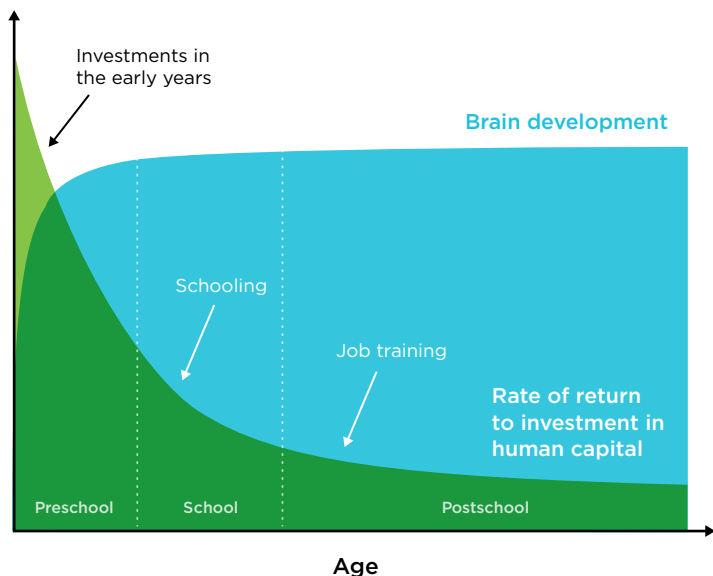 Investments in
the early years
Brain development
Schooling
Job training
Rate of return
to investment in
human capital
Preschool
School
Postschool
Age